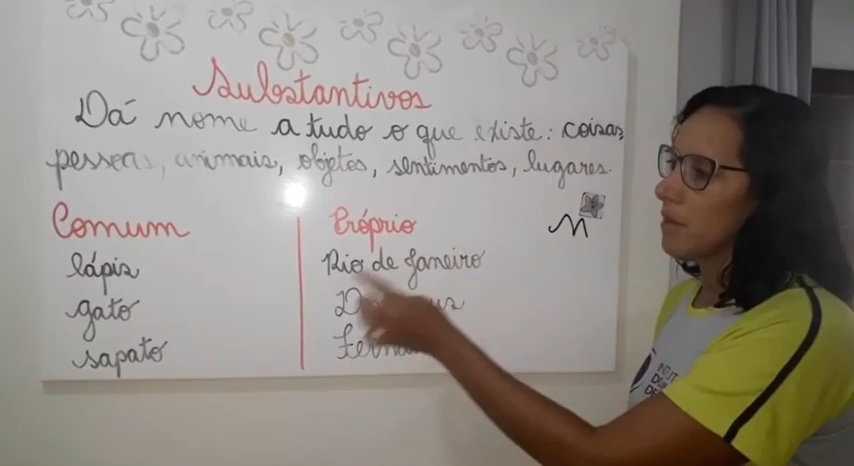 Substantivos
Dá nome a tudo o que existe: coisas,
pessoas, animais, objetos, sentimentos, lugares.
Comum
Próprio
M
lápis
Rio de Janeiro
gato
sapato